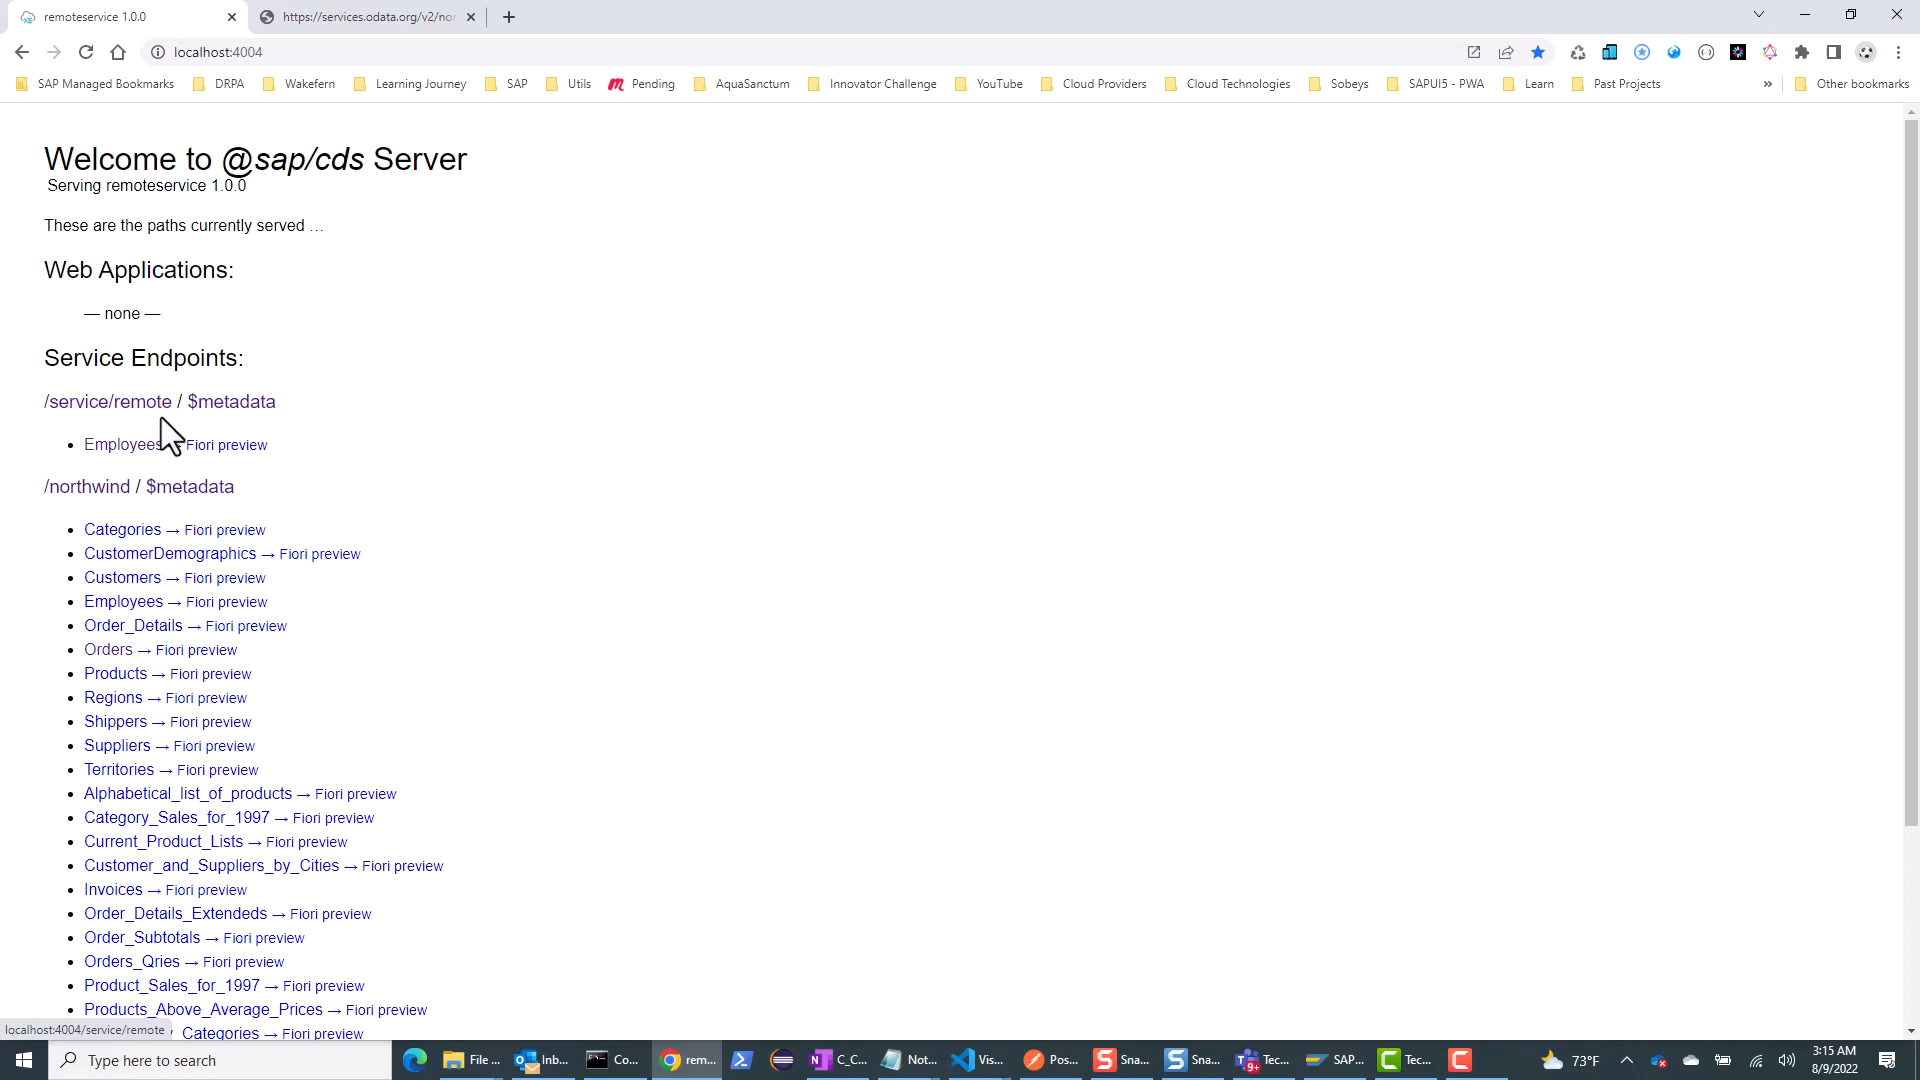 remoteservice 1.0.0
https://services.odata.org/v2/nor
localhost:4004
SAP Managed Bookmarks
DRPA
Wakefern
Learning Journey
SAP
Utils
Pending
AquaSanctum
Innovator Challenge
YouTube
Cloud Providers
Cloud Technologies
Sobeys
SAPUI5 - PWA
Learn
Past Projects
»
Other bookmarks
Welcome to @sap/cds Server
Serving remoteservice 1.0.0
These are the paths currently served …
Web Applications:
— none —
Service Endpoints:
/service/remote / $metadata
Employees Fiori preview
/northwind / $metadata
Categories → Fiori preview
CustomerDemographics → Fiori preview
Customers → Fiori preview
Employees → Fiori preview
Order_Details → Fiori preview
Orders → Fiori preview
Products → Fiori preview
Regions → Fiori preview
Shippers → Fiori preview
Suppliers → Fiori preview
Territories → Fiori preview
Alphabetical_list_of_products → Fiori preview
Category_Sales_for_1997 → Fiori preview
Current_Product_Lists → Fiori preview
Customer_and_Suppliers_by_Cities → Fiori preview
Invoices → Fiori preview
Order_Details_Extendeds → Fiori preview
Order_Subtotals → Fiori preview
Orders_Qries → Fiori preview
Product_Sales_for_1997 → Fiori preview
Products_Above_Average_Prices → Fiori preview
Categories → Fiori preview
localhost:4004/service/remote
Type here to search
File ...
Inb...
Co...
rem...
C_C...
Not...
Vis...
Pos...
Sna...
Sna...
Tec...
9+
SAP...
Tec...
73°F
3:15 AM
8/9/2022